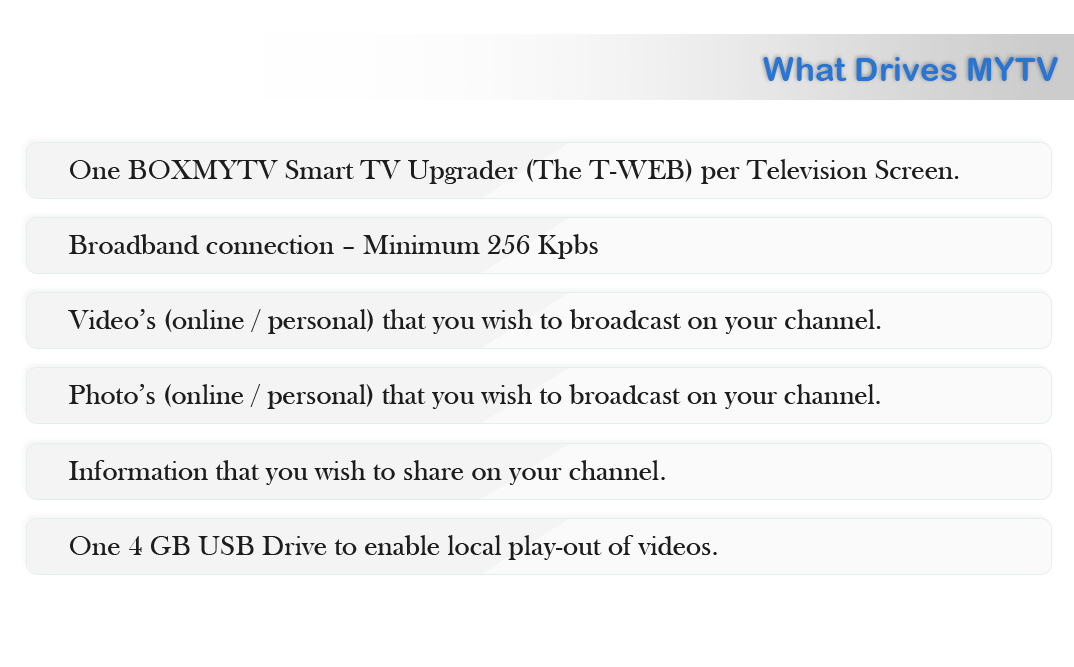 What Drives MYTV
One BOXMYTV Smart TV Upgrader (The T-WEB) per Television Screen.
Broadband connection – Minimum 256 Kpbs
Video’s (online / personal) that you wish to broadcast on your channel.
Photo’s (online / personal) that you wish to broadcast on your channel.
Information that you wish to share on your channel.
One 4 GB USB Drive to enable local play-out of videos.